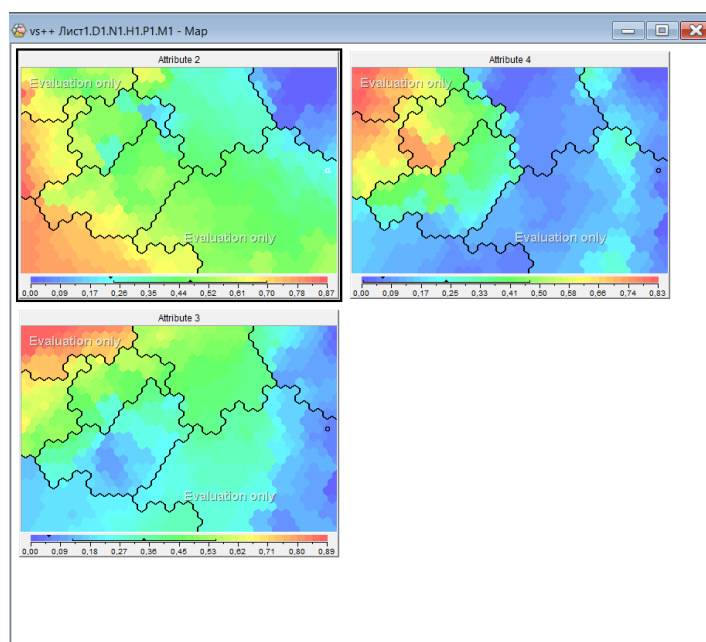 vs++ Лист1.D1.N1.H1.P1.M1 - Map
Attribute 2
Evaluation only
Evaluation only
0,00 0,09 0,17 0,26 0,35 0,44 0,52 0,61 0,70 0,78 0,87
Attribute 4
Evaluation only
Evaluation only
0,00 0,09 0,17 0,25 0,33 0,41 0,50 0,58 0,66 0,74 0,83
Attribute 3
Evaluation only
Evaluation only
0,00 0,09 0,18 0,27 0,36 0,45 0,53 0,62 0,71 0,80 0,89